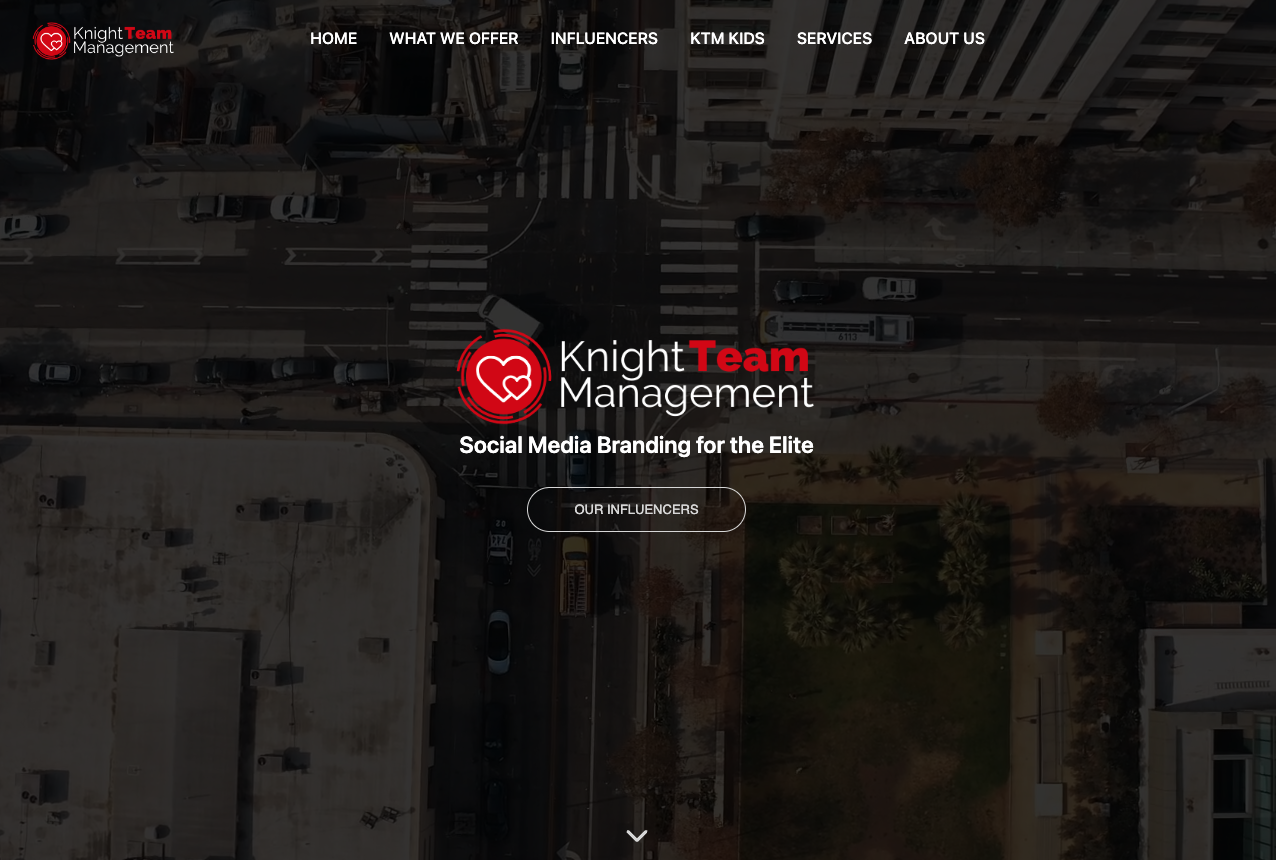 Knight Team
Management
HOME WHAT WE OFFER INFLUENCERS KTM KIDS SERVICES ABOUT US
Knight Team
Management
6113
Social Media Branding for the Elite
OUR INFLUENCERS